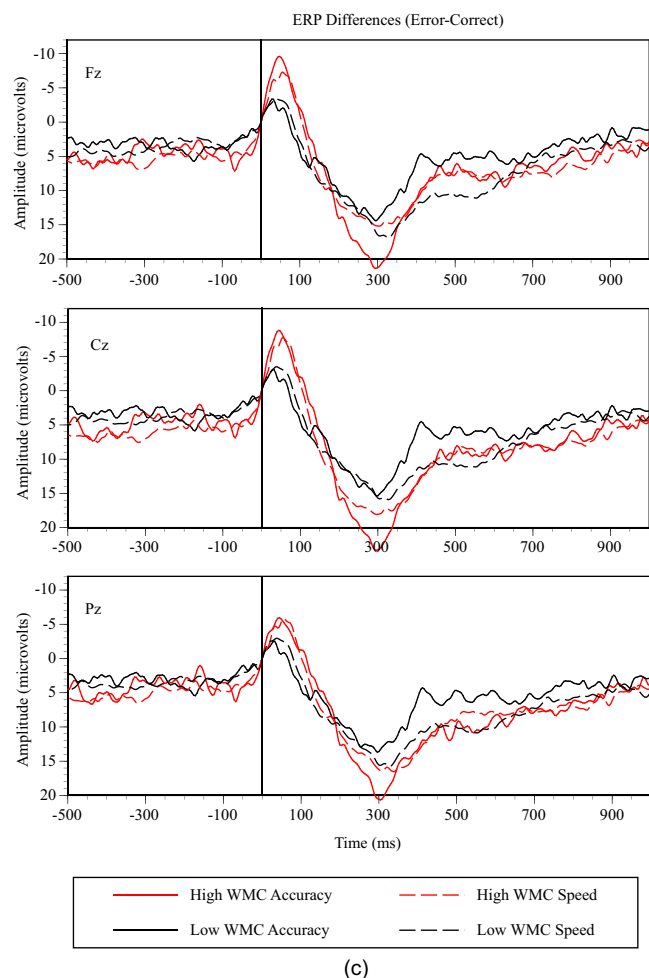 ERP Differences (Error-Correct)
Fz
Amplitude (microvolts)
-10
-5
0
5
10
15
20
-500 -300 -100 100 300 500 700 900
Cz
Amplitude (microvolts)
-10
-5
0
5
10
15
20
-500 -300 -100 100 300 500 700 900
Pz
Amplitude (microvolts)
-10
-5
0
5
10
15
20
-500 -300 -100 100 300 500 700 900
Time (ms)
High WMC Accuracy High WMC Speed
Low WMC Accuracy Low WMC Speed
(c)